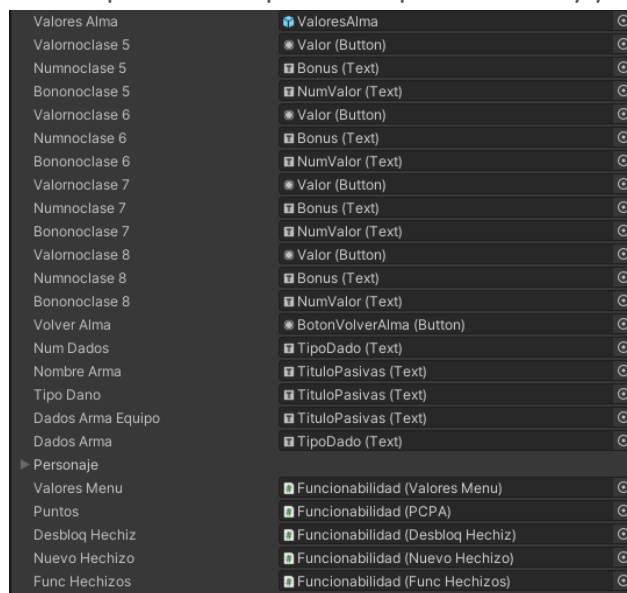 Valores Alma ValoresAlma
Valornoclase 5 Valor (Button)
Numnoclase 5 Bonus (Text)
Bononoclase 5 NumValor (Text)
Valornoclase 6 Valor (Button)
Numnoclase 6 Bonus (Text)
Bononoclase 6 NumValor (Text)
Valornoclase 7 Valor (Button)
Numnoclase 7 Bonus (Text)
Bononoclase 7 NumValor (Text)
Valornoclase 8 Valor (Button)
Numnoclase 8 Bonus (Text)
Bononoclase 8 NumValor (Text)
Volver Alma BotonVolverAlma (Button)
Num Dados TipoDado (Text)
Nombre Arma TituloPasivas (Text)
Tipo Dano TituloPasivas (Text)
Dados Arma Equipo TituloPasivas (Text)
Dados Arma TipoDado (Text)
Personaje
Valores Menu Funcionabilidad (Valores Menu)
Puntos Funcionabilidad (PCPA)
Desbloq Hechiz Funcionabilidad (Desbloq Hechiz)
Nuevo Hechizo Funcionabilidad (Nuevo Hechizo)
Func Hechizos Funcionabilidad (Func Hechizos)